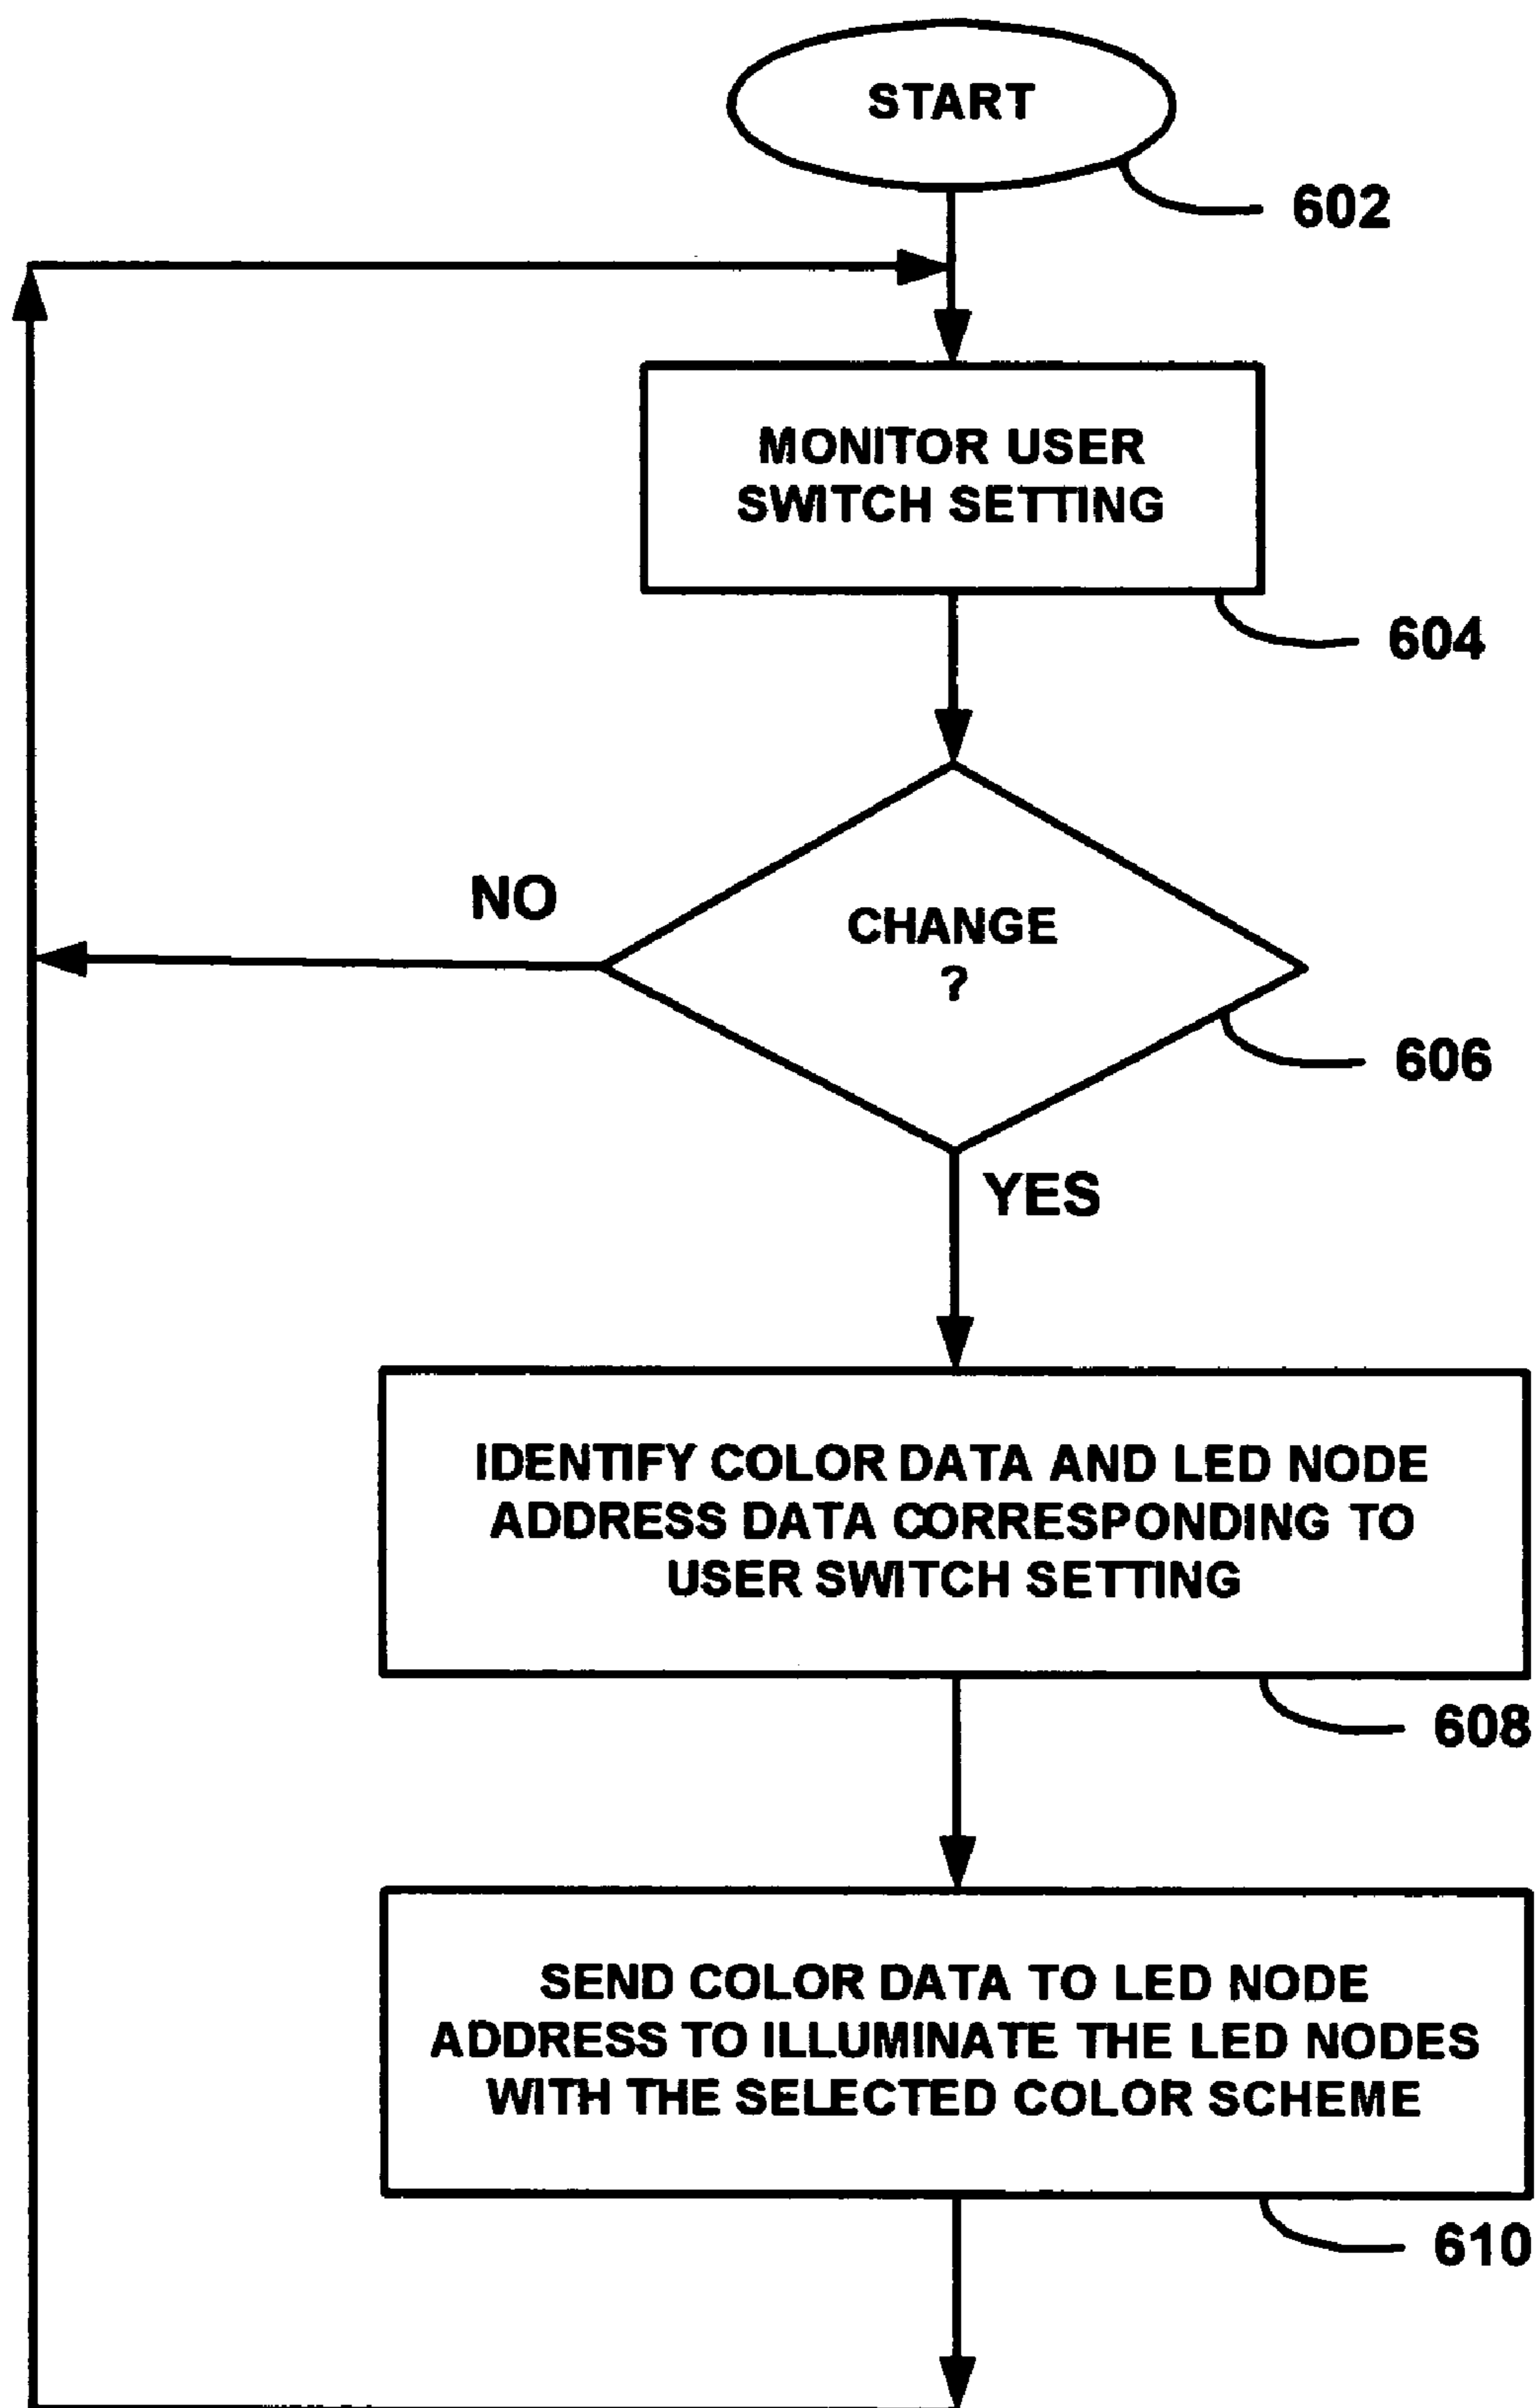 START
602
MONITOR USER
SWITCH SETTING
604
CHANGE
?
NO
606
YES
IDENTIFY COLOR DATA AND LED NODE
ADDRESS DATA CORRESPONDING TO
USER SWITCH SETTING
608
SEND COLOR DATA TO LED NODE
ADDRESS TO ILLUMINATE THE LED NODES
WITH THE SELECTED COLOR SCHEME
610